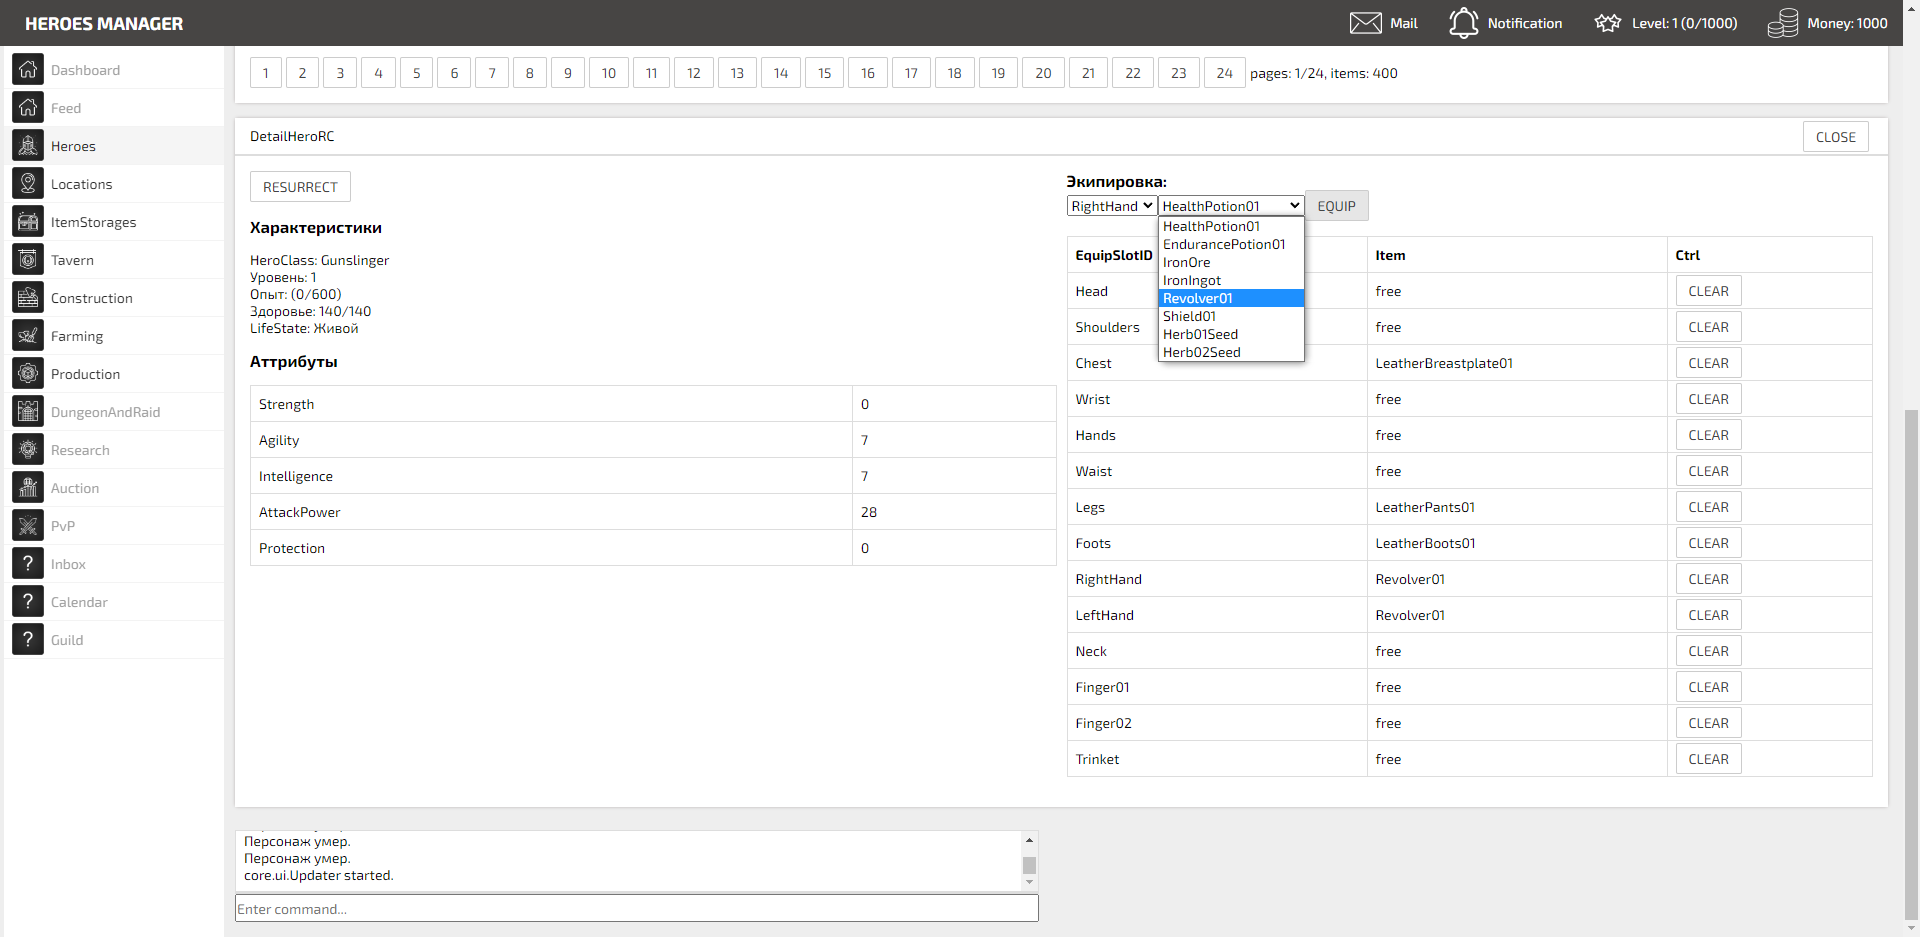 HEROES MANAGER
Mail
Notification
Level: 1 (0/1000)
Money: 1000
Dashboard
Feed
Heroes
Locations
ItemStorages
Tavern
Construction
Farming
Production
DungeonAndRaid
Research
Auction
PvP
? Inbox
? Calendar
? Guild
1 2 3 4 5 6 7 8 9 10 11 12 13 14 15 16 17 18 19 20 21 22 23 24 pages: 1/24, items: 400
DetailHeroRC
CLOSE
RESURRECT
Характеристики
HeroClass: Gunslinger
Уровень: 1
Опыт: (0/600)
Здоровье: 140/140
LifeState: Живой
Аттрибуты
Strength 0
Agility 7
Intelligence 7
AttackPower 28
Protection 0
Экипировка:
RightHand HealthPotion01 EQUIP
HealthPotion01
EndurancePotion01
IronOre
IronIngot
Revolver01
Shield01
Herb01Seed
Herb02Seed
EquipSlotID Item Ctrl
Head free CLEAR
Shoulders free CLEAR
Chest LeatherBreastplate01 CLEAR
Wrist free CLEAR
Hands free CLEAR
Waist free CLEAR
Legs LeatherPants01 CLEAR
Foots LeatherBoots01 CLEAR
RightHand Revolver01 CLEAR
LeftHand Revolver01 CLEAR
Neck free CLEAR
Finger01 free CLEAR
Finger02 free CLEAR
Trinket free CLEAR
Персонаж умер.
Персонаж умер.
core.ui.Updater started.
Enter command...